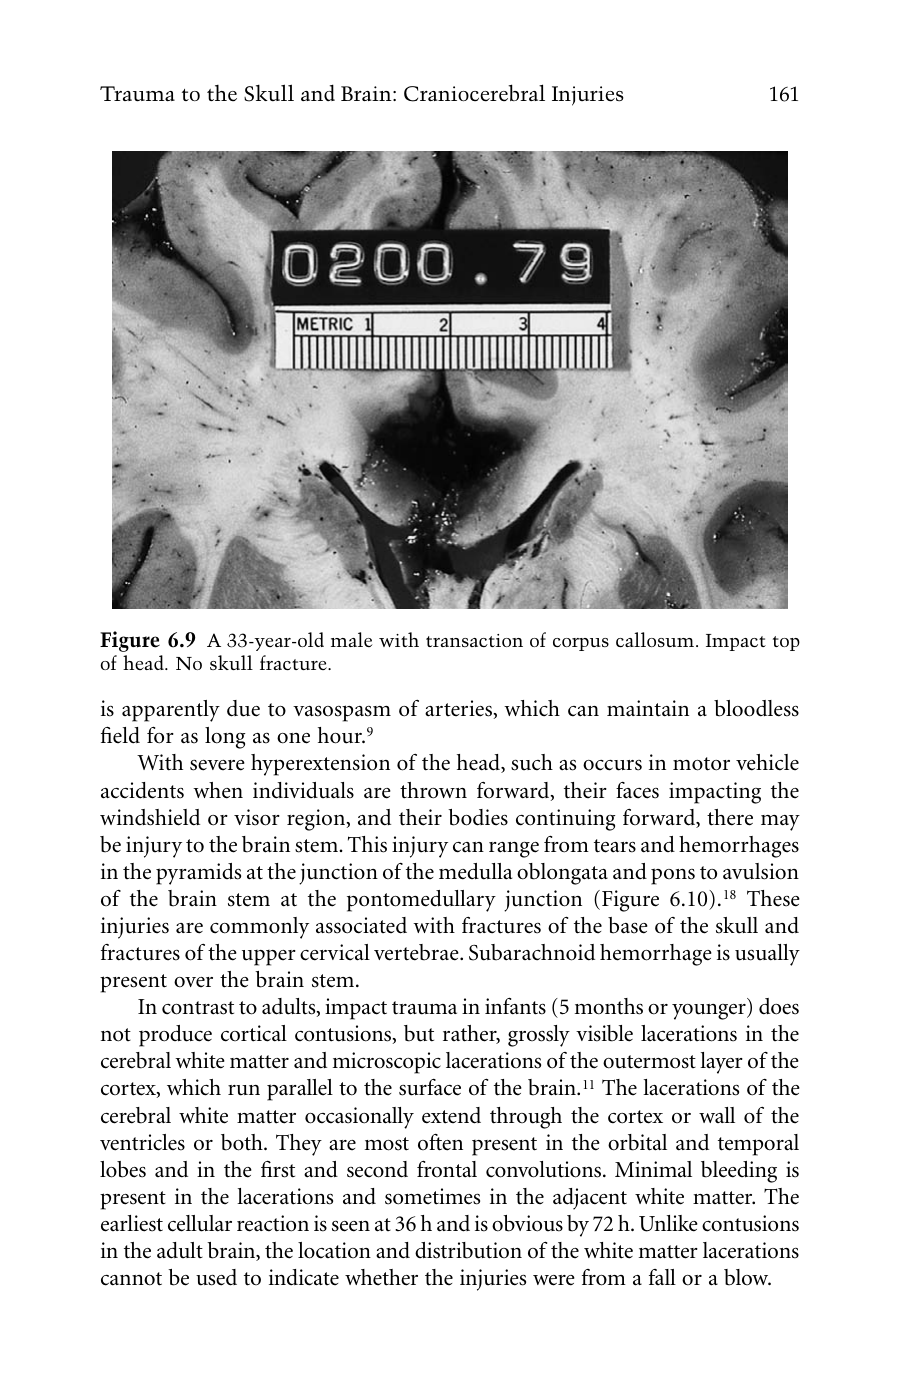 Trauma to the Skull and Brain: Craniocerebral Injuries 161
0200.79
METRIC 1 2 3 4
Figure 6.9 A 33-year-old male with transaction of corpus callosum. Impact top
of head. No skull fracture.
is apparently due to vasospasm of arteries, which can maintain a bloodless
field for as long as one hour.⁹
With severe hyperextension of the head, such as occurs in motor vehicle
accidents when individuals are thrown forward, their faces impacting the
windshield or visor region, and their bodies continuing forward, there may
be injury to the brain stem. This injury can range from tears and hemorrhages
in the pyramids at the junction of the medulla oblongata and pons to avulsion
of the brain stem at the pontomedullary junction (Figure 6.10).¹⁸ These
injuries are commonly associated with fractures of the base of the skull and
fractures of the upper cervical vertebrae. Subarachnoid hemorrhage is usually
present over the brain stem.
In contrast to adults, impact trauma in infants (5 months or younger) does
not produce cortical contusions, but rather, grossly visible lacerations in the
cerebral white matter and microscopic lacerations of the outermost layer of the
cortex, which run parallel to the surface of the brain.¹¹ The lacerations of the
cerebral white matter occasionally extend through the cortex or wall of the
ventricles or both. They are most often present in the orbital and temporal
lobes and in the first and second frontal convolutions. Minimal bleeding is
present in the lacerations and sometimes in the adjacent white matter. The
earliest cellular reaction is seen at 36 h and is obvious by 72 h. Unlike contusions
in the adult brain, the location and distribution of the white matter lacerations
cannot be used to indicate whether the injuries were from a fall or a blow.